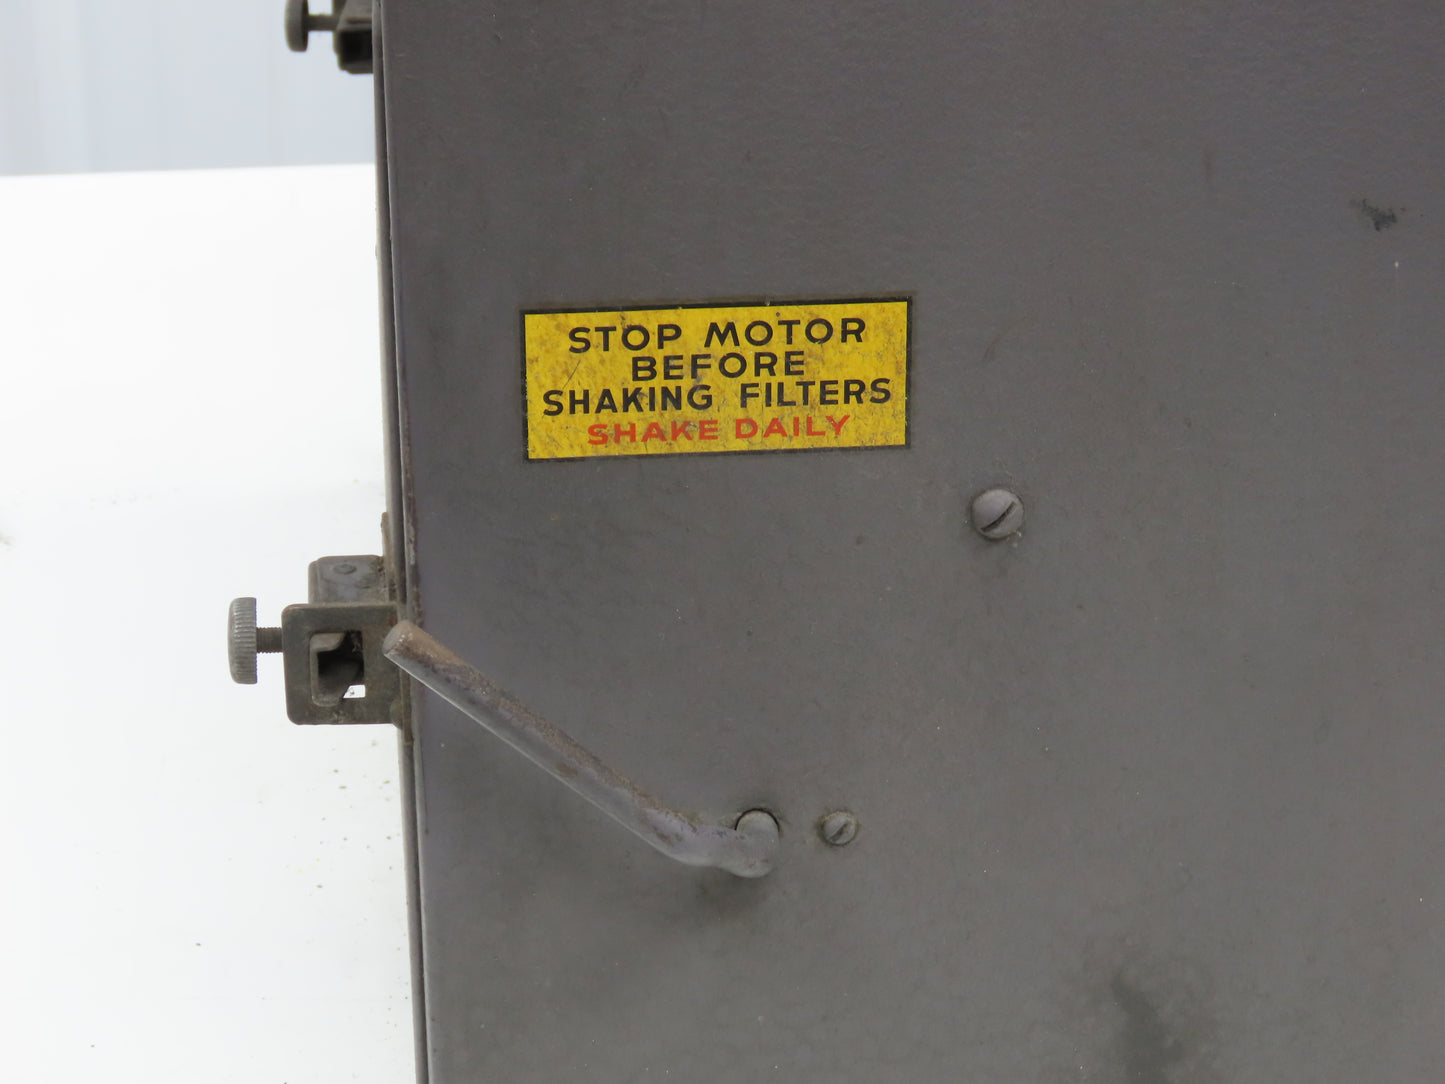 STOP MOTOR
BEFORE
SHAKING FILTERS
SHAKE DAILY